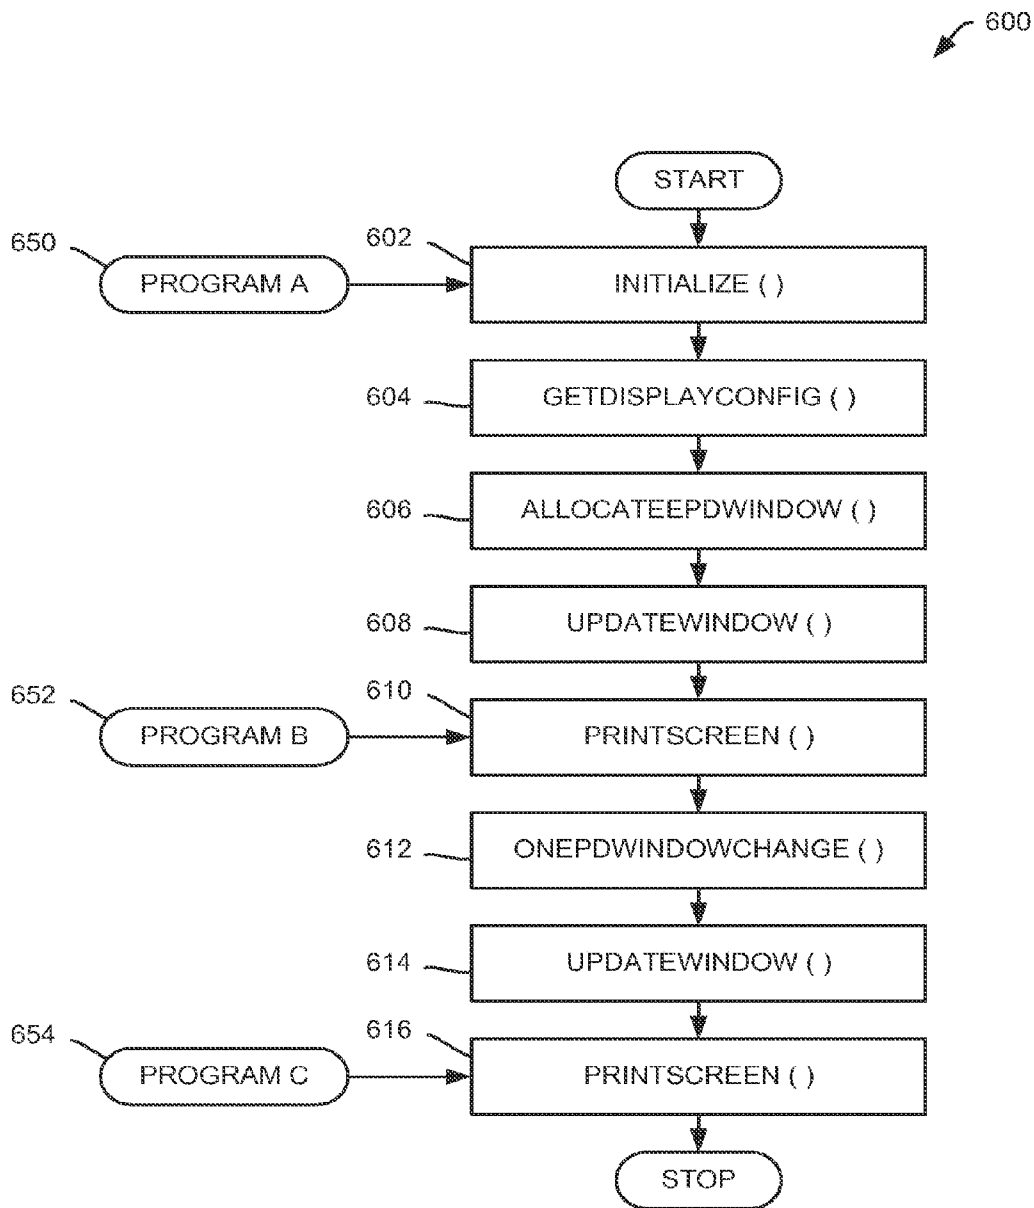 600
START
650
602
PROGRAM A
INITIALIZE ( )
604
GETDISPLAYCONFIG ( )
606
ALLOCATEEPDWINDOW ( )
608
UPDATEWINDOW ( )
652
610
PROGRAM B
PRINTSCREEN ( )
612
ONEPDWINDOWCHANGE ( )
614
UPDATEWINDOW ( )
654
616
PROGRAM C
PRINTSCREEN ( )
STOP